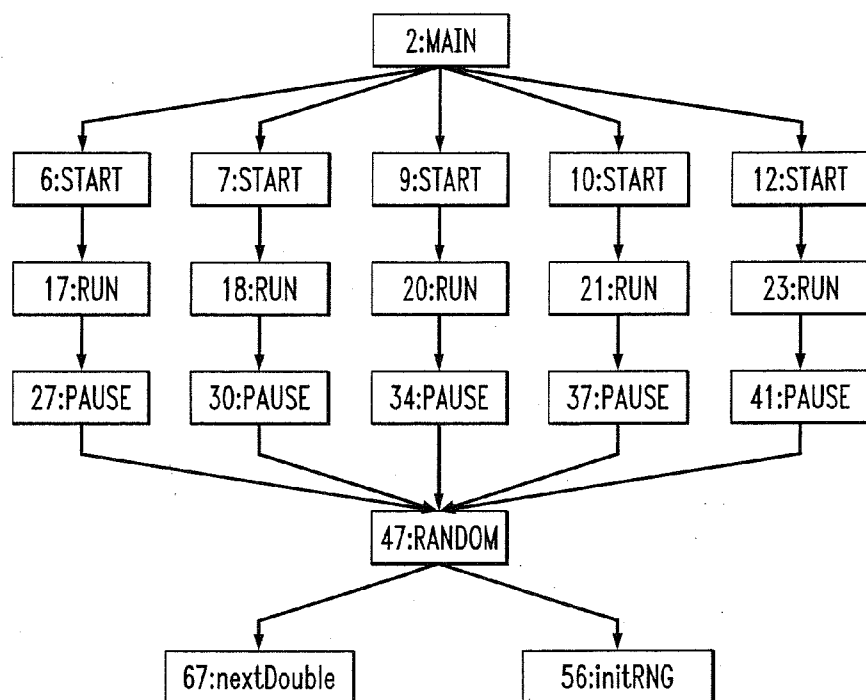 2:MAIN
6:START 7:START 9:START 10:START 12:START
17:RUN 18:RUN 20:RUN 21:RUN 23:RUN
27:PAUSE 30:PAUSE 34:PAUSE 37:PAUSE 41:PAUSE
47:RANDOM
67:nextDouble 56:initRNG